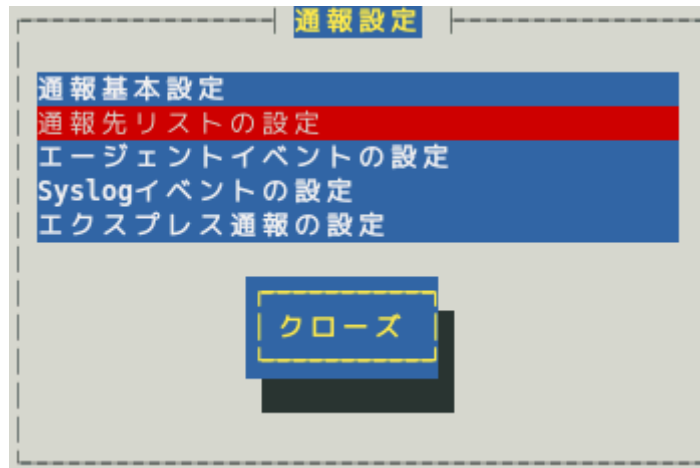 通報設定
通報基本設定
通報先リストの設定
エージェントイベントの設定
Syslogイベントの設定
エクスプレス通報の設定
クローズ